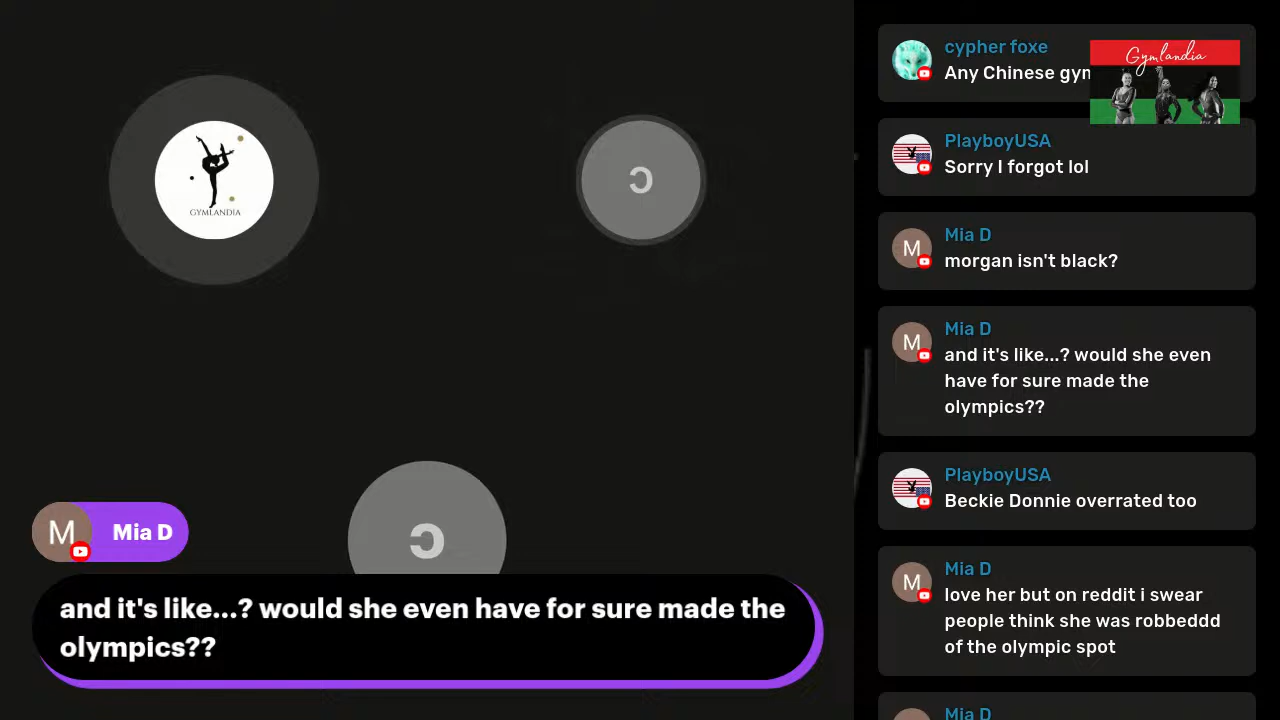 GYMLANDIA
Ɔ
Ɔ
M
Mia D
and it's like...? would she even have for sure made the
olympics??
cypher foxe
Any Chinese gym
Gymlandia
PlayboyUSA
Sorry I forgot lol
M
Mia D
morgan isn't black?
M
Mia D
and it's like...? would she even
have for sure made the
olympics??
PlayboyUSA
Beckie Donnie overrated too
M
Mia D
love her but on reddit i swear
people think she was robbeddd
of the olympic spot
Mia D